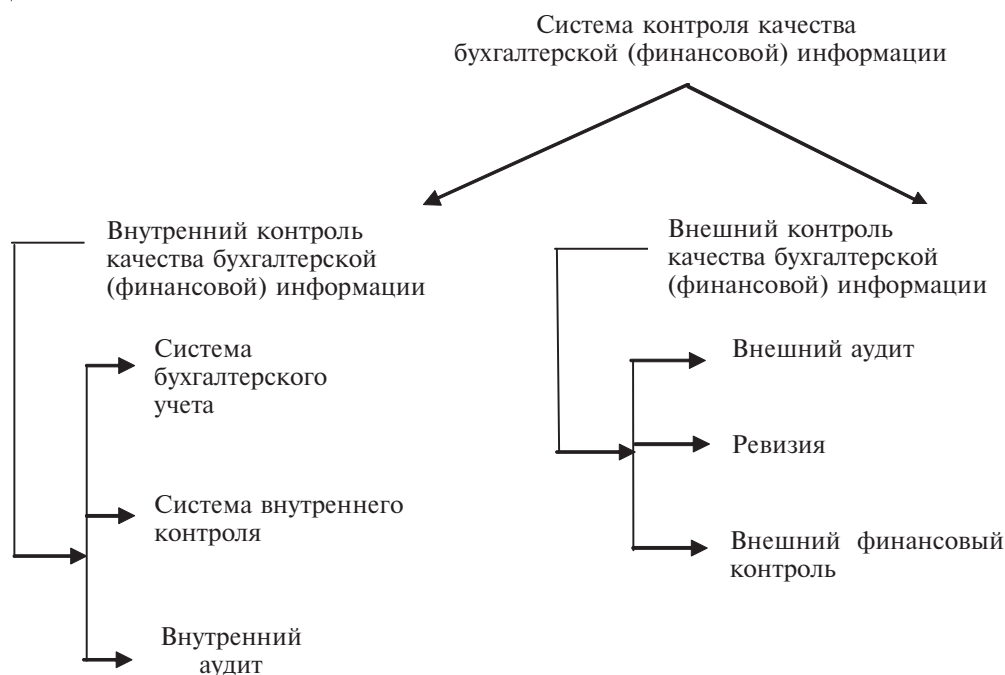 Система контроля качества
бухгалтерской (финансовой) информации
Внутренний контроль
качества бухгалтерской
(финансовой) информации
Система
бухгалтерского
учета
Система внутреннего
контроля
Внутренний
аудит
Внешний контроль
качества бухгалтерской
(финансовой) информации
Внешний аудит
Ревизия
Внешний финансовый
контроль